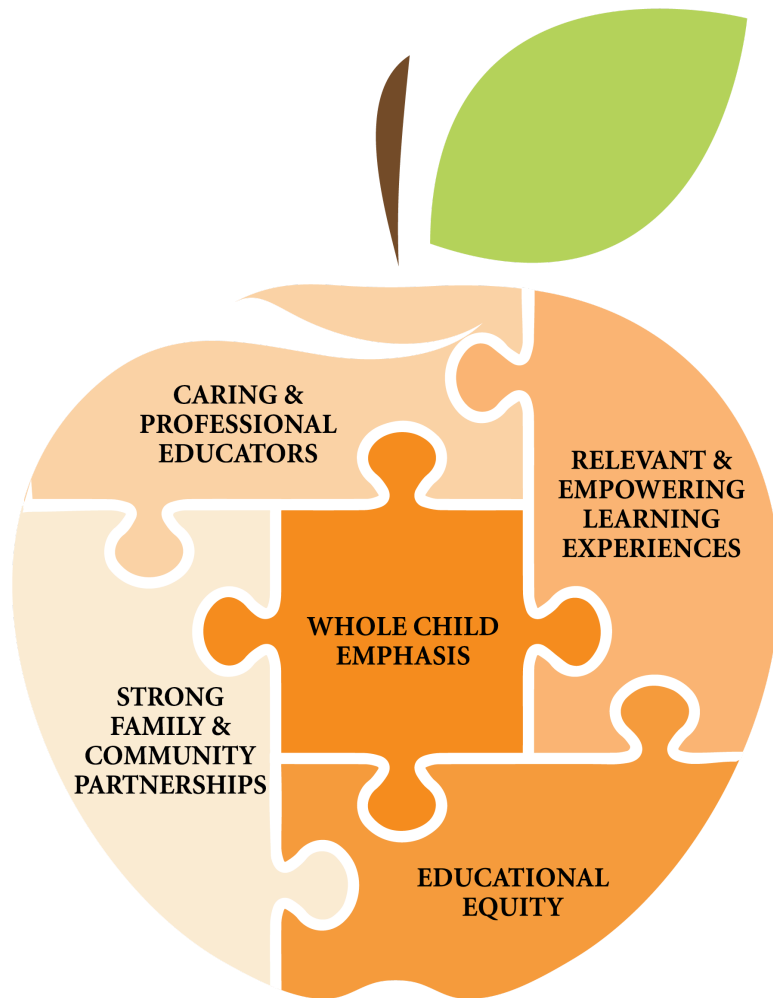 CARING &
PROFESSIONAL
EDUCATORS
RELEVANT &
EMPOWERING
LEARNING
EXPERIENCES
WHOLE CHILD
EMPHASIS
STRONG
FAMILY &
COMMUNITY
PARTNERSHIPS
EDUCATIONAL
EQUITY